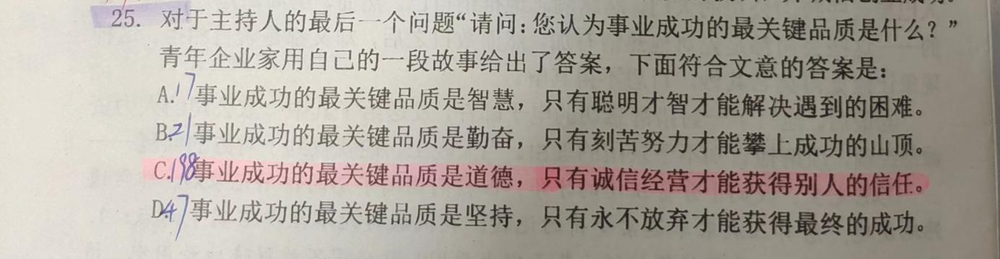 25. 对于主持人的最后一个问题“请问:您认为事业成功的最关键品质是什么?”
青年企业家用自己的一段故事给出了答案，下面符合文意的答案是:
A.17事业成功的最关键品质是智慧，只有聪明才智才能解决遇到的困难。
B.21事业成功的最关键品质是勤奋，只有刻苦努力才能攀上成功的山顶。
C.198事业成功的最关键品质是道德，只有诚信经营才能获得别人的信任。
D.47事业成功的最关键品质是坚持，只有永不放弃才能获得最终的成功。